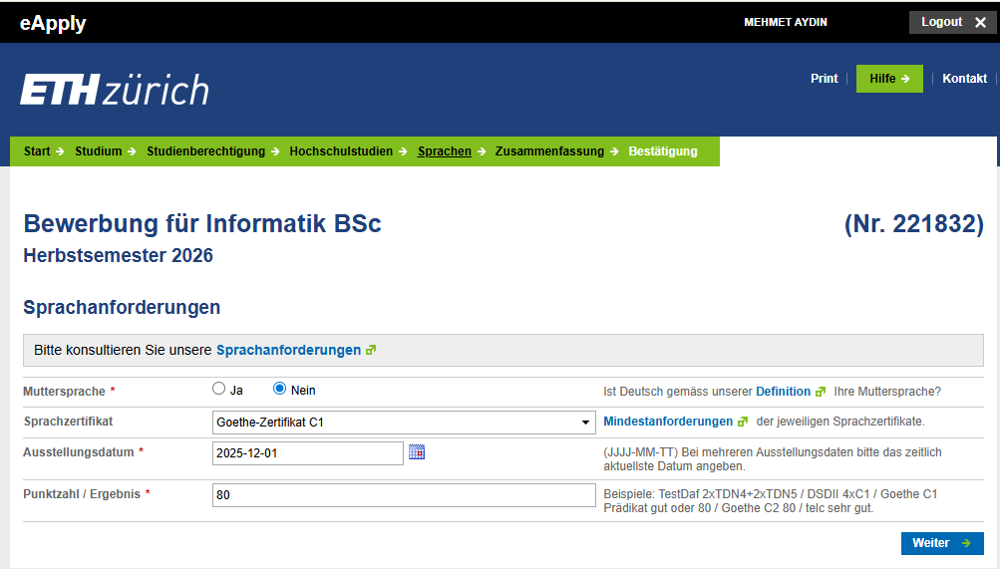 eApply
MEHMET AYDIN
Logout
ETH zürich
Print
Hilfe
Kontakt
Start Studium Studienberechtigung Hochschulstudien Sprachen Zusammenfassung Bestätigung
Bewerbung für Informatik BSc
(Nr. 221832)
Herbstsemester 2026
Sprachanforderungen
Bitte konsultieren Sie unsere Sprachanforderungen
Muttersprache *
Ja
Nein
Ist Deutsch gemäss unserer Definition Ihre Muttersprache?
Sprachzertifikat
Goethe-Zertifikat C1
Mindestanforderungen der jeweiligen Sprachzertifikate.
Ausstellungsdatum *
2025-12-01
(JJJJ-MM-TT) Bei mehreren Ausstellungsdaten bitte das zeitlich
aktuellste Datum angeben.
Punktzahl / Ergebnis *
80
Beispiele: TestDaf 2xTDN4+2xTDN5 / DSDII 4xC1 / Goethe C1
Prädikat gut oder 80 / Goethe C2 80 / telc sehr gut.
Weiter